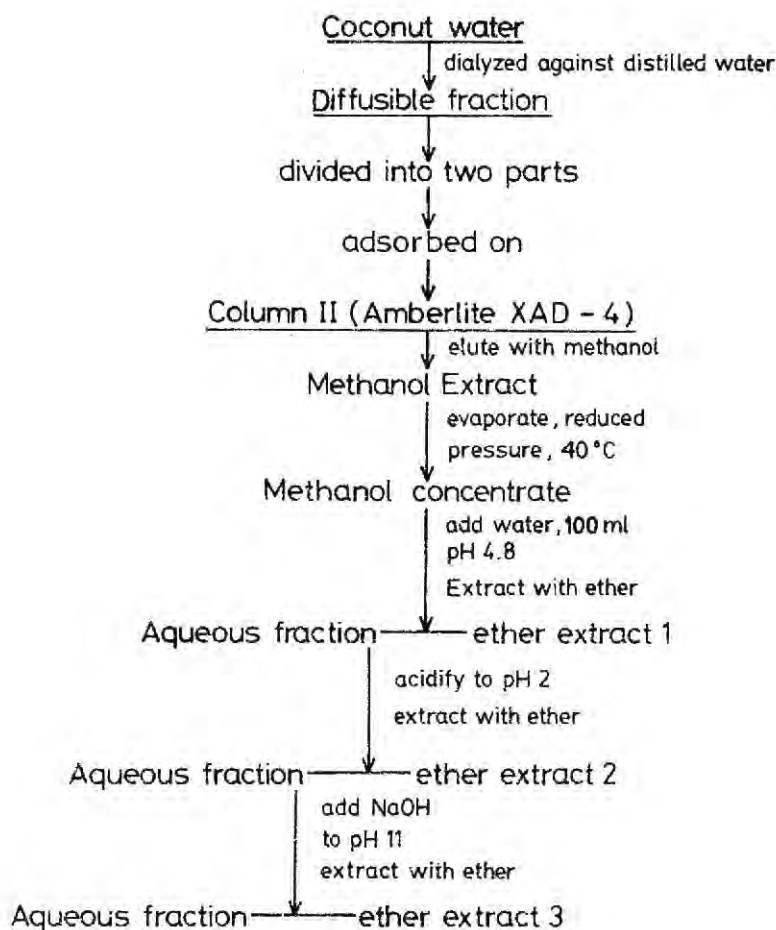 Coconut water
dialyzed against distilled water
Diffusible fraction
divided into two parts
adsorbed on
Column II (Amberlite XAD - 4)
elute with methanol
Methanol Extract
evaporate, reduced
pressure, 40°C
Methanol concentrate
add water, 100 ml
pH 4.8
Extract with ether
Aqueous fraction ether extract 1
acidify to pH 2
extract with ether
Aqueous fraction ether extract 2
add NaOH
to pH 11
extract with ether
Aqueous fraction ether extract 3